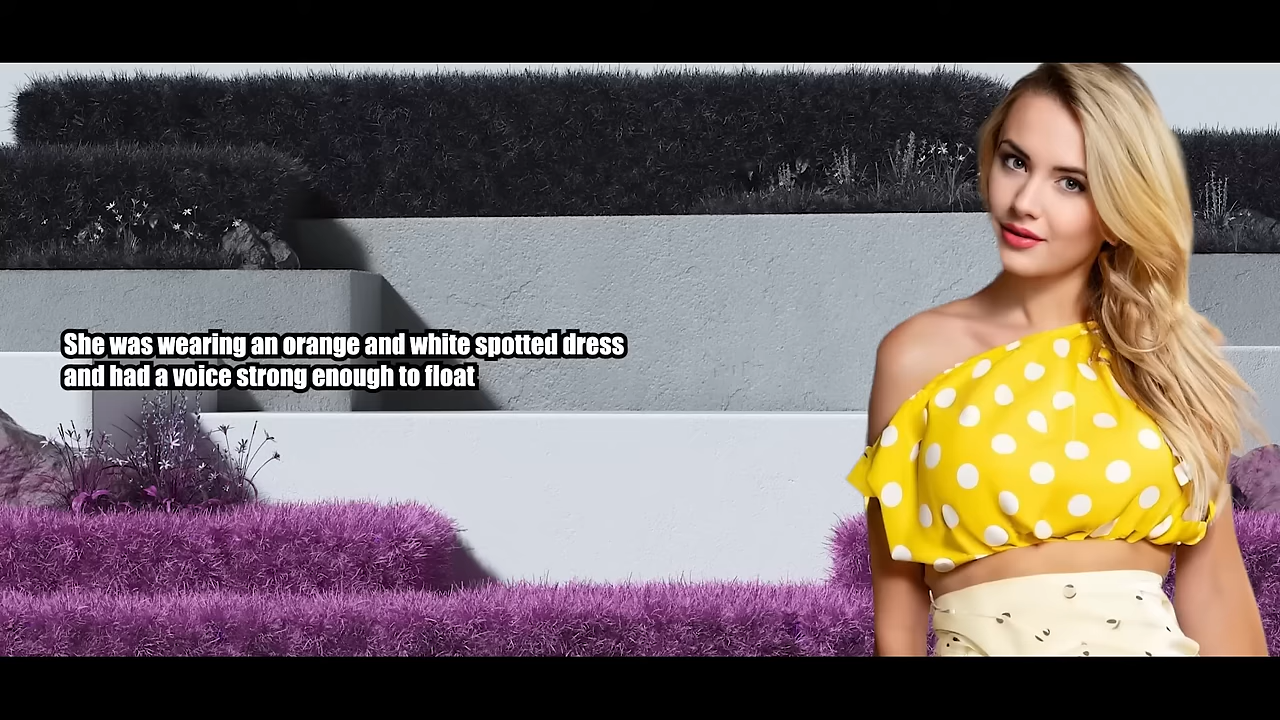 She was wearing an orange and white spotted dress
and had a voice strong enough to float